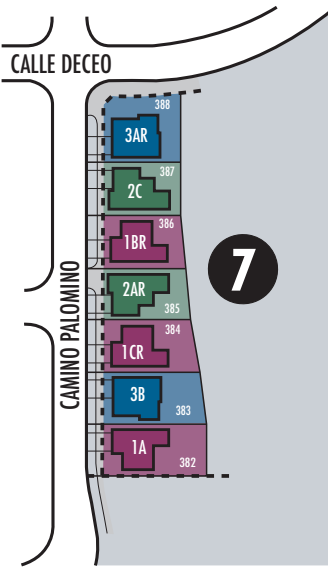 CALLE DECEO
388
3AR
387
2C
386
1BR
7
2AR
385
CAMINO PALOMINO
384
1CR
3B
383
1A
382